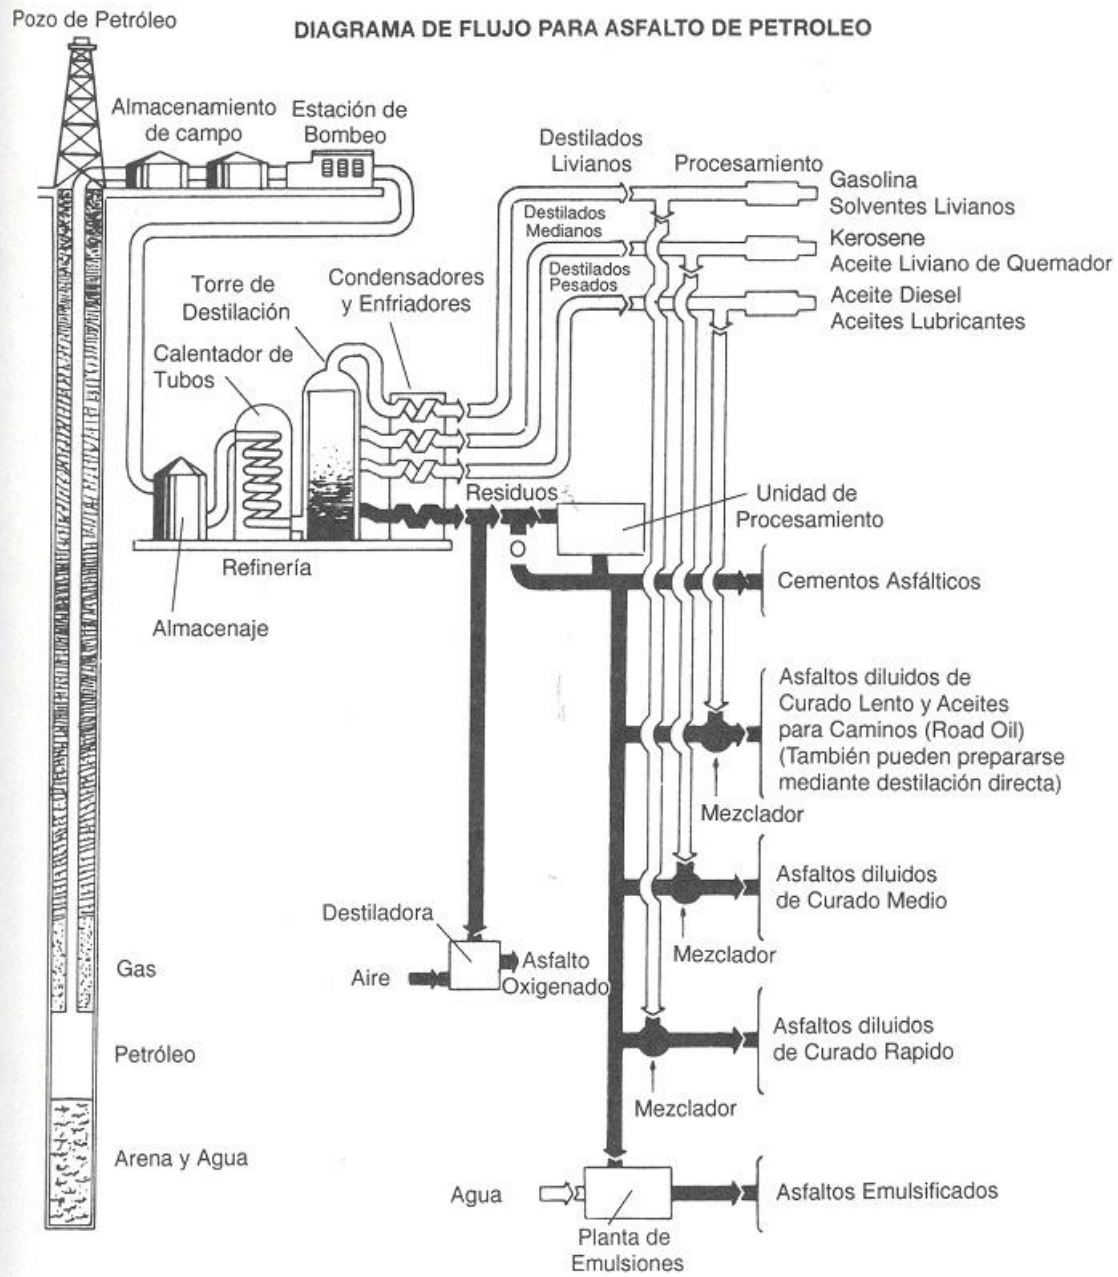 Pozo de Petróleo
DIAGRAMA DE FLUJO PARA ASFALTO DE PETROLEO
Almacenamiento
de campo
Estación de
Bombeo
Destilados
Livianos
Procesamiento
Gasolina
Solventes Livianos
Destilados
Medianos
Kerosene
Aceite Liviano de Quemador
Destilados
Pesados
Aceite Diesel
Aceites Lubricantes
Torre de
Destilación
Condensadores
y Enfriadores
Calentador de
Tubos
Residuos
Unidad de
Procesamiento
Refinería
Almacenaje
Cementos Asfálticos
Asfaltos diluidos de
Curado Lento y Aceites
para Caminos (Road Oil)
(También pueden prepararse
mediante destilación directa)
Mezclador
Asfaltos diluidos
de Curado Medio
Mezclador
Destiladora
Aire
Asfalto
Oxigenado
Gas
Petróleo
Asfaltos diluidos
de Curado Rapido
Mezclador
Arena y Agua
Agua
Asfaltos Emulsificados
Planta de
Emulsiones